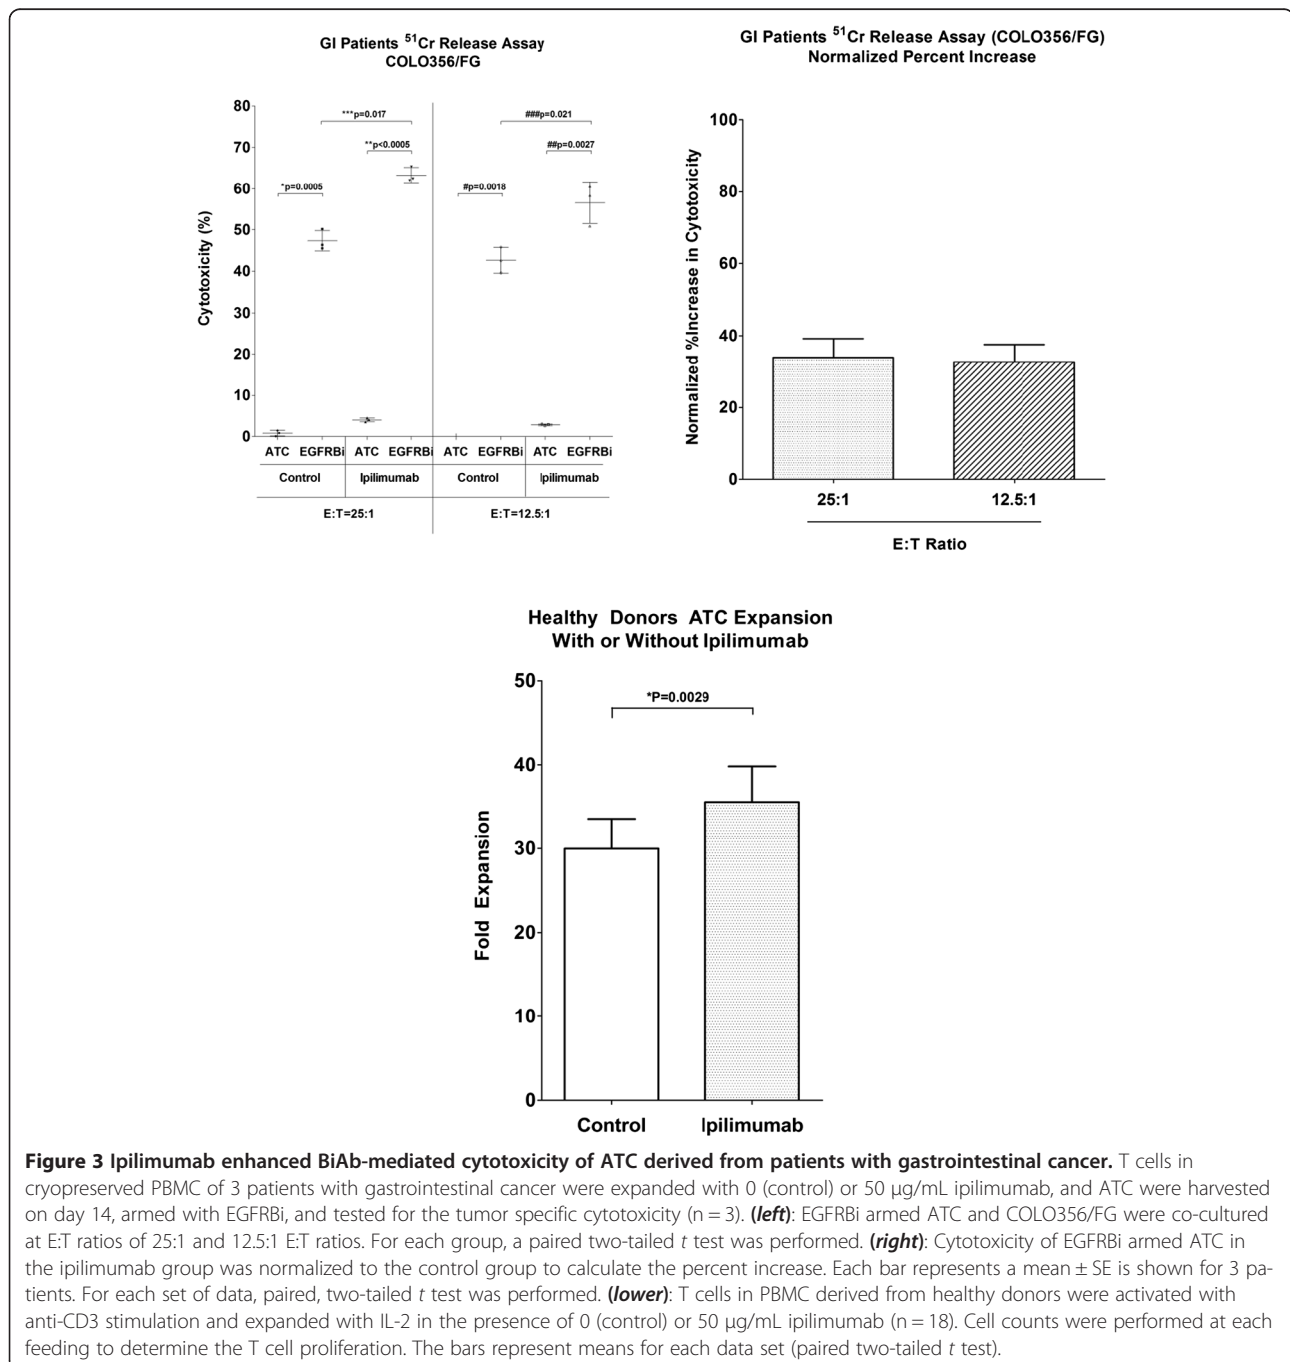 GI Patients ⁵¹Cr Release Assay
COLO356/FG
Cytotoxicity (%)
80
70
60
50
40
30
20
10
0
***p=0.017
**p<0.0005
*p=0.0005
###p=0.021
##p=0.0027
#p=0.0018
ATC EGFRBi ATC EGFRBi ATC EGFRBi ATC EGFRBi
Control Ipilimumab Control Ipilimumab
E:T=25:1 E:T=12.5:1
GI Patients ⁵¹Cr Release Assay (COLO356/FG)
Normalized Percent Increase
Normalized %Increase in Cytotoxicity
100
80
60
40
20
0
25:1 12.5:1
E:T Ratio
Healthy Donors ATC Expansion
With or Without Ipilimumab
Fold Expansion
50
40
30
20
10
0
*P=0.0029
Control Ipilimumab
Figure 3 Ipilimumab enhanced BiAb-mediated cytotoxicity of ATC derived from patients with gastrointestinal cancer. T cells in
cryopreserved PBMC of 3 patients with gastrointestinal cancer were expanded with 0 (control) or 50 μg/mL ipilimumab, and ATC were harvested
on day 14, armed with EGFRBi, and tested for the tumor specific cytotoxicity (n = 3). (left): EGFRBi armed ATC and COLO356/FG were co-cultured
at E:T ratios of 25:1 and 12.5:1 E:T ratios. For each group, a paired two-tailed t test was performed. (right): Cytotoxicity of EGFRBi armed ATC in
the ipilimumab group was normalized to the control group to calculate the percent increase. Each bar represents a mean ± SE is shown for 3 pa-
tients. For each set of data, paired, two-tailed t test was performed. (lower): T cells in PBMC derived from healthy donors were activated with
anti-CD3 stimulation and expanded with IL-2 in the presence of 0 (control) or 50 μg/mL ipilimumab (n = 18). Cell counts were performed at each
feeding to determine the T cell proliferation. The bars represent means for each data set (paired two-tailed t test).